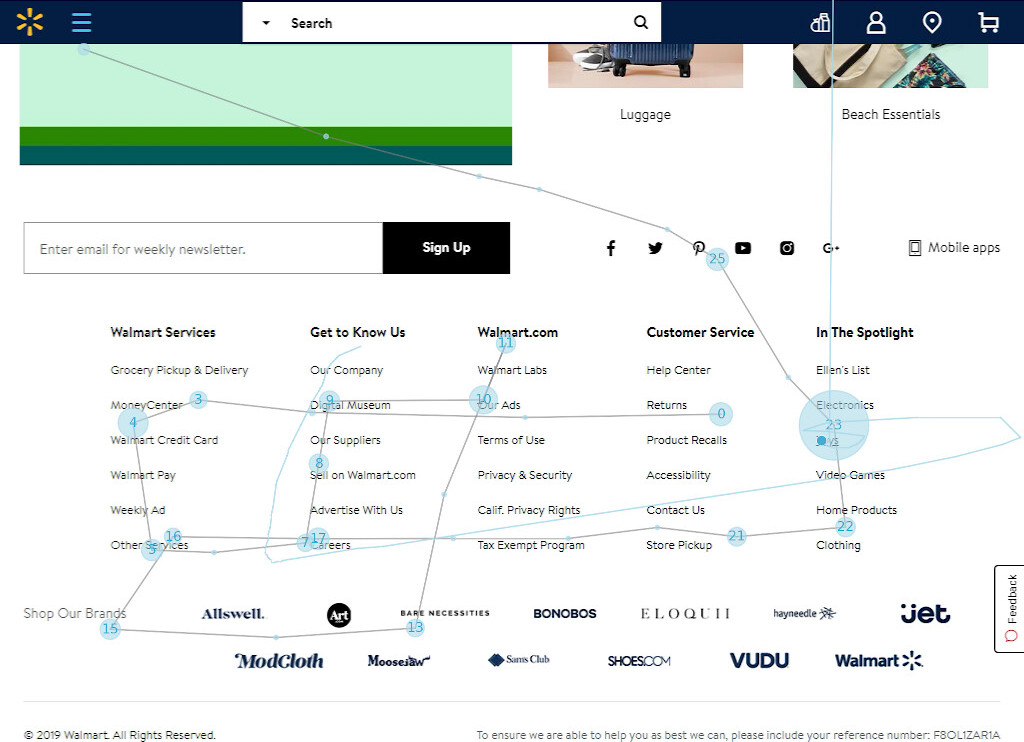 Search
Luggage
Beach Essentials
Enter email for weekly newsletter.
Sign Up
G+
Mobile apps
25
Walmart Services
Get to Know Us
Walmart.com
Customer Service
In The Spotlight
11
Grocery Pickup & Delivery
Our Company
Walmart Labs
Help Center
Ellen's List
3
9
10
MoneyCenter
Digital Museum
Our Ads
Returns
0
Electronics
4
23
Walmart Credit Card
Our Suppliers
Terms of Use
Product Recalls
Toys
8
Walmart Pay
Sell on Walmart.com
Privacy & Security
Accessibility
Video Games
Weekly Ad
Advertise With Us
Calif. Privacy Rights
Contact Us
Home Products
16
17
21
22
5
7
Other Services
Careers
Tax Exempt Program
Store Pickup
Clothing
Feedback
Shop Our Brands
Allswell.
Art
.COM
BARE NECESSITIES
BONOBOS
ELOQUII
hayneedle
jet
15
13
ModCloth
Moosejaw
Sam's Club
SHOES.COM
VUDU
Walmart
© 2019 Walmart. All Rights Reserved.
To ensure we are able to help you as best we can, please include your reference number: F8OL1ZAR1A